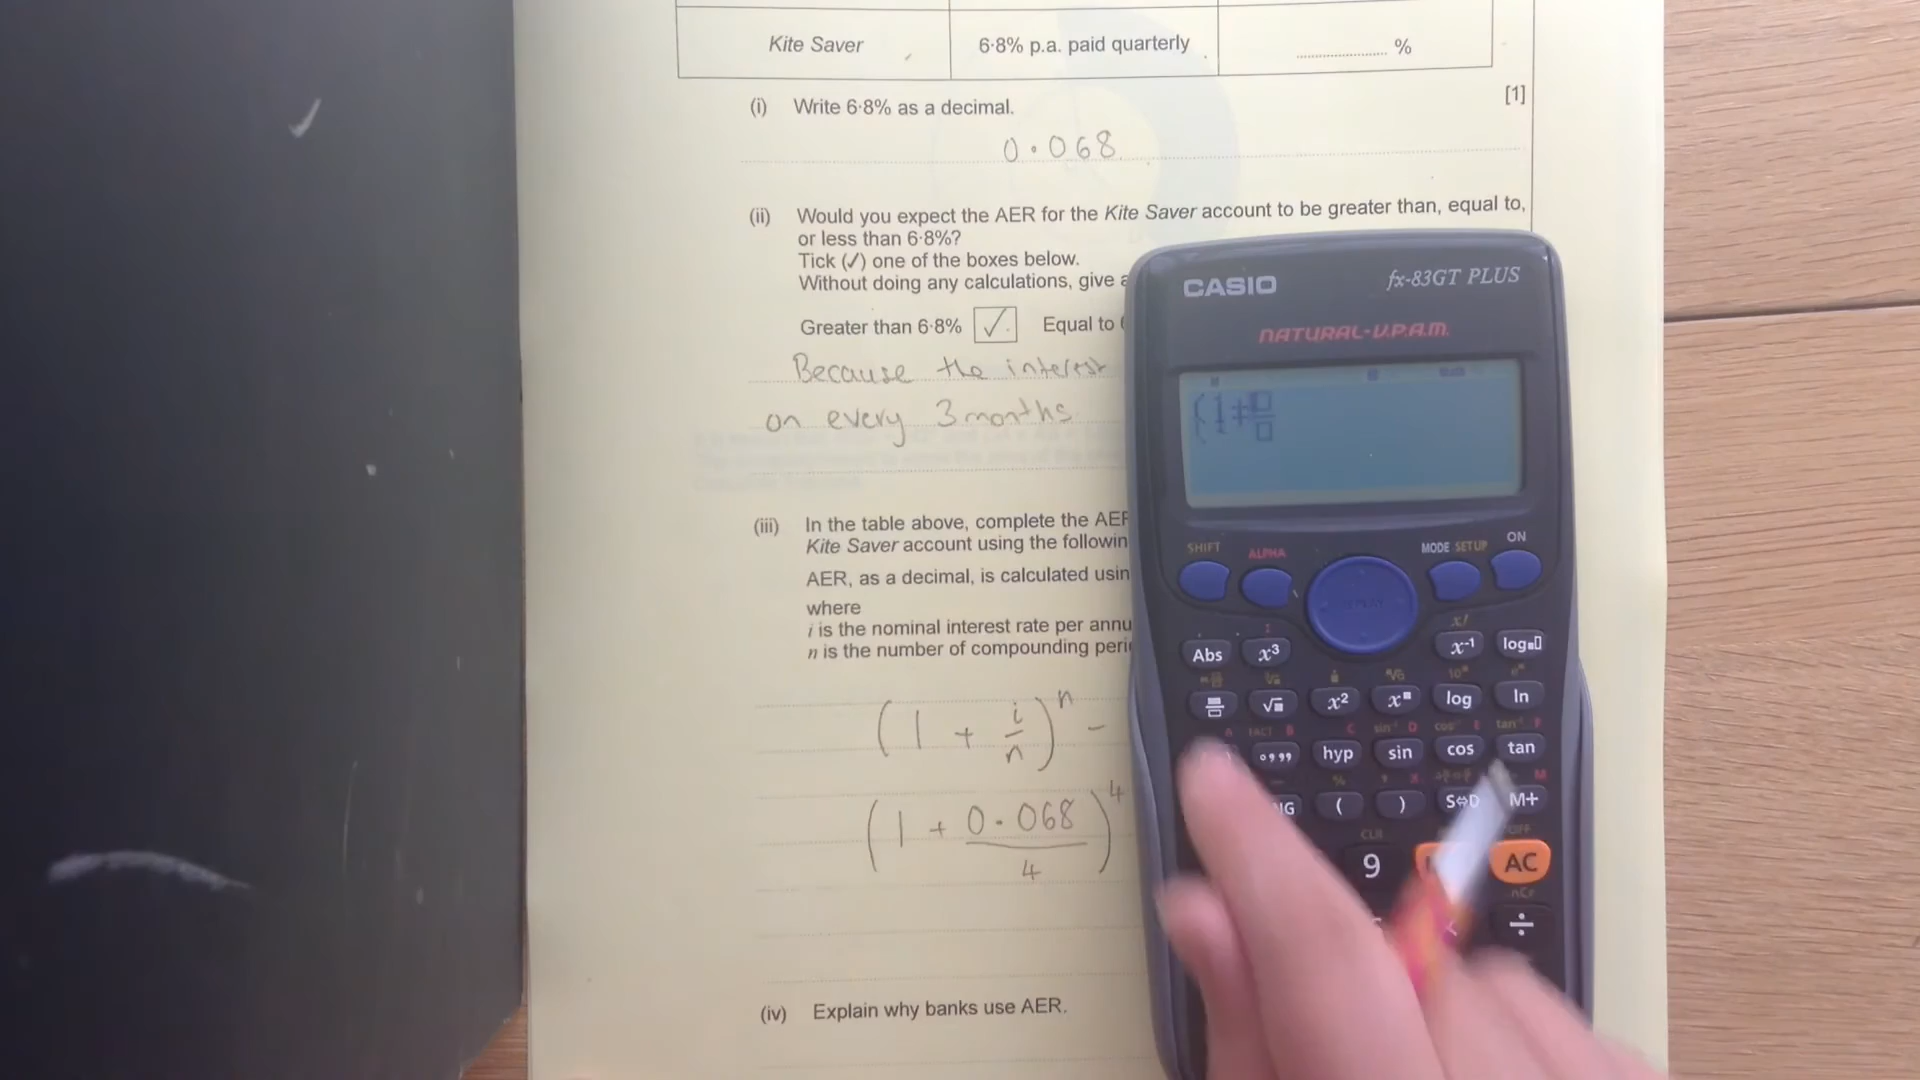 Kite Saver 6·8% p.a. paid quarterly ........................ %
[1]
(i) Write 6·8% as a decimal.
0.068
(ii) Would you expect the AER for the Kite Saver account to be greater than, equal to,
or less than 6·8%?
Tick (✓) one of the boxes below.
Without doing any calculations, give
Greater than 6·8% ✓ Equal to
Because the interest
on every 3 months
(iii) In the table above, complete the AER
Kite Saver account using the
AER, as a decimal, is calculated
where
i is the nominal interest rate per
n is the number of compounding
(1 + i/n)^n -
(1 + 0.068/4)^4
(iv) Explain why banks use AER.
CASIO fx-83GT PLUS
NATURAL-V.P.A.M.
(1+
SHIFT ALPHA MODE SETUP ON
REPLAY
x!
Abs x³ x⁻¹ log
√ x² x log ln
hyp sin cos tan
( ) S⇔D M+
CLR OFF
9 AC
nCr
÷